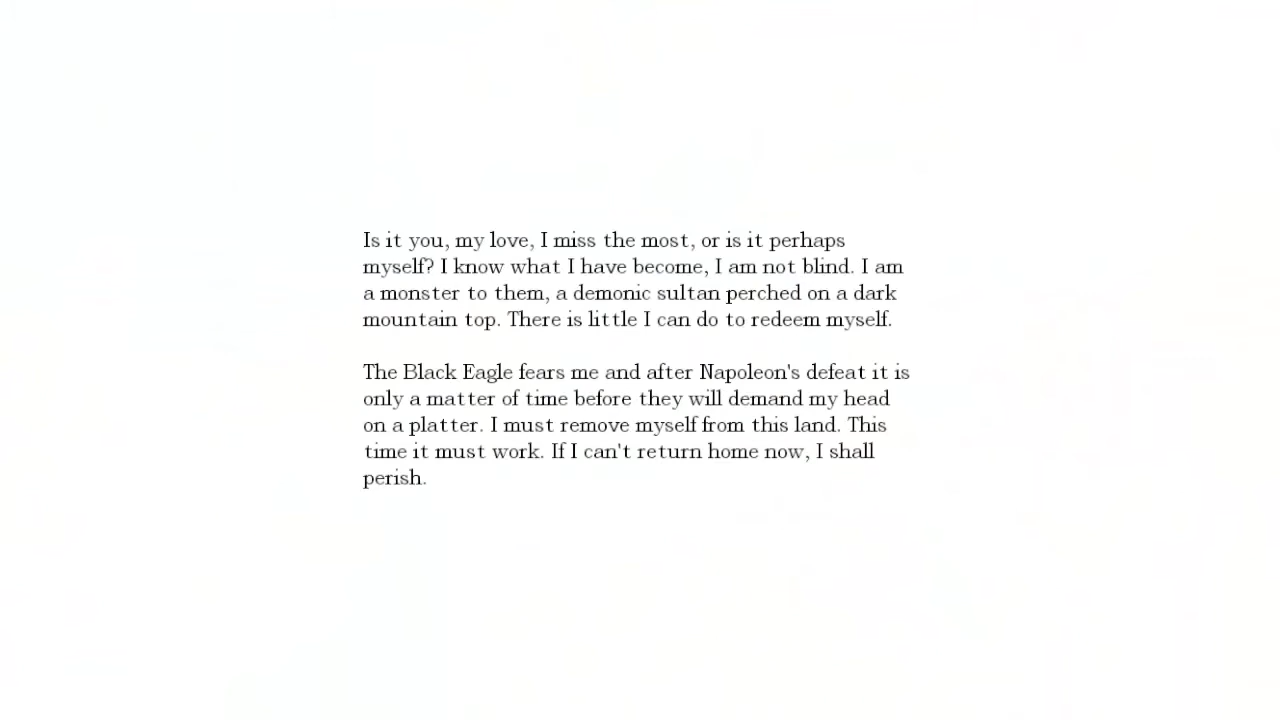 Is it you, my love, I miss the most, or is it perhaps
myself? I know what I have become, I am not blind. I am
a monster to them, a demonic sultan perched on a dark
mountain top. There is little I can do to redeem myself.
The Black Eagle fears me and after Napoleon's defeat it is
only a matter of time before they will demand my head
on a platter. I must remove myself from this land. This
time it must work. If I can't return home now, I shall
perish.